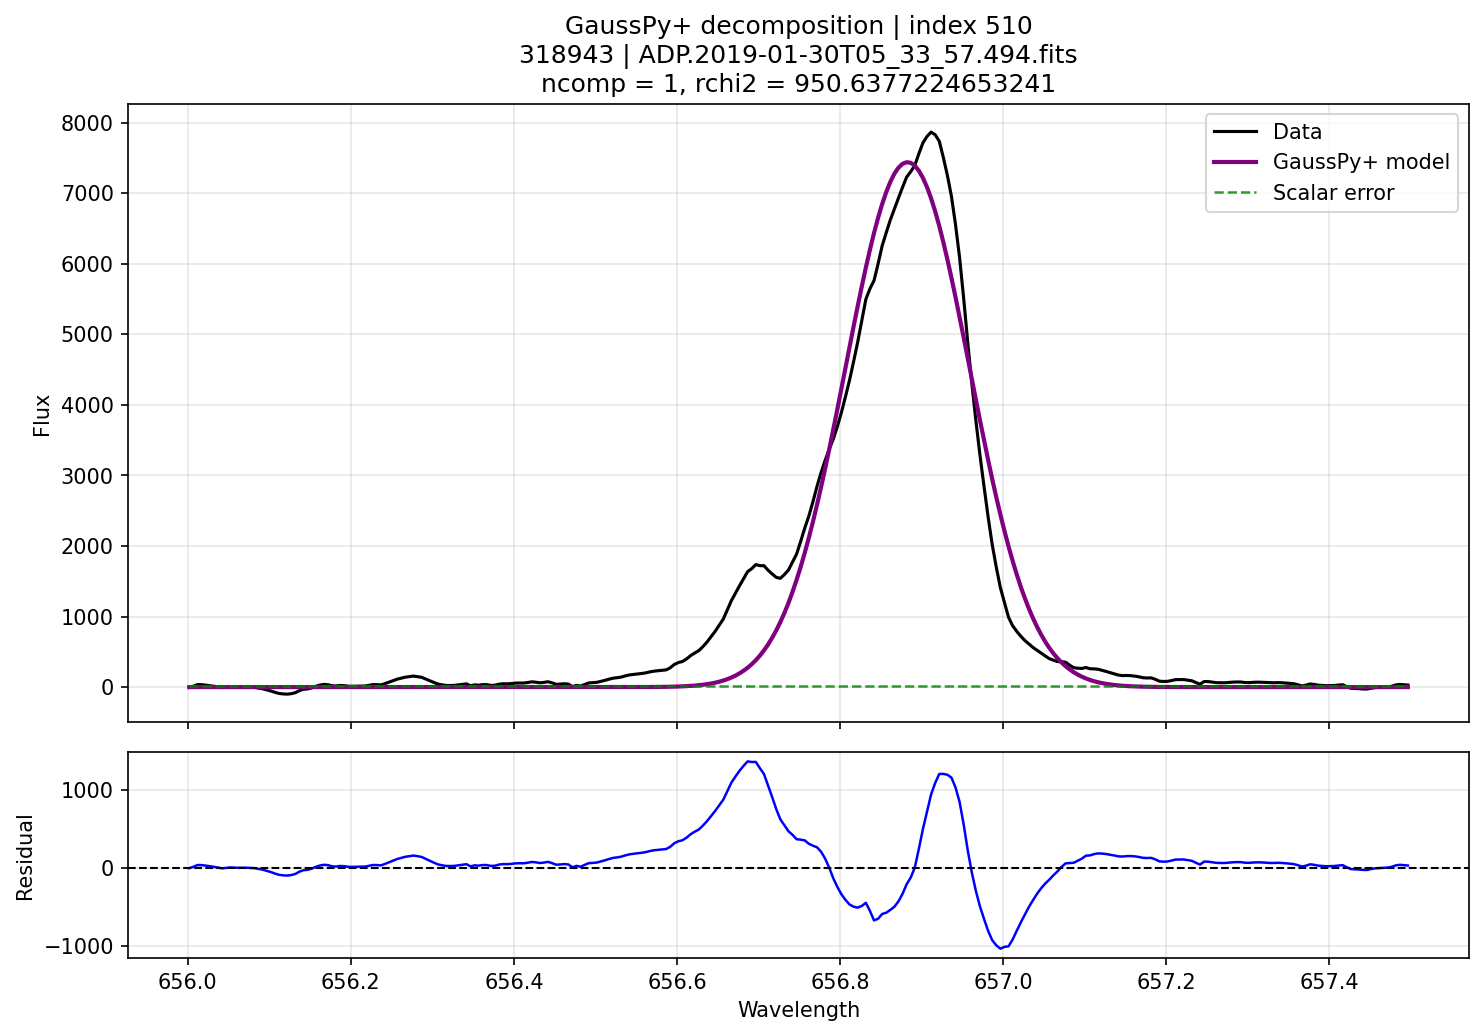 GaussPy+ decomposition | index 510
318943 | ADP.2019-01-30T05_33_57.494.fits
ncomp = 1, rchi2 = 950.6377224653241
Data
GaussPy+ model
Scalar error
8000
7000
6000
5000
4000
3000
2000
1000
0
Flux
1000
0
−1000
Residual
656.0
656.2
656.4
656.6
656.8
657.0
657.2
657.4
Wavelength